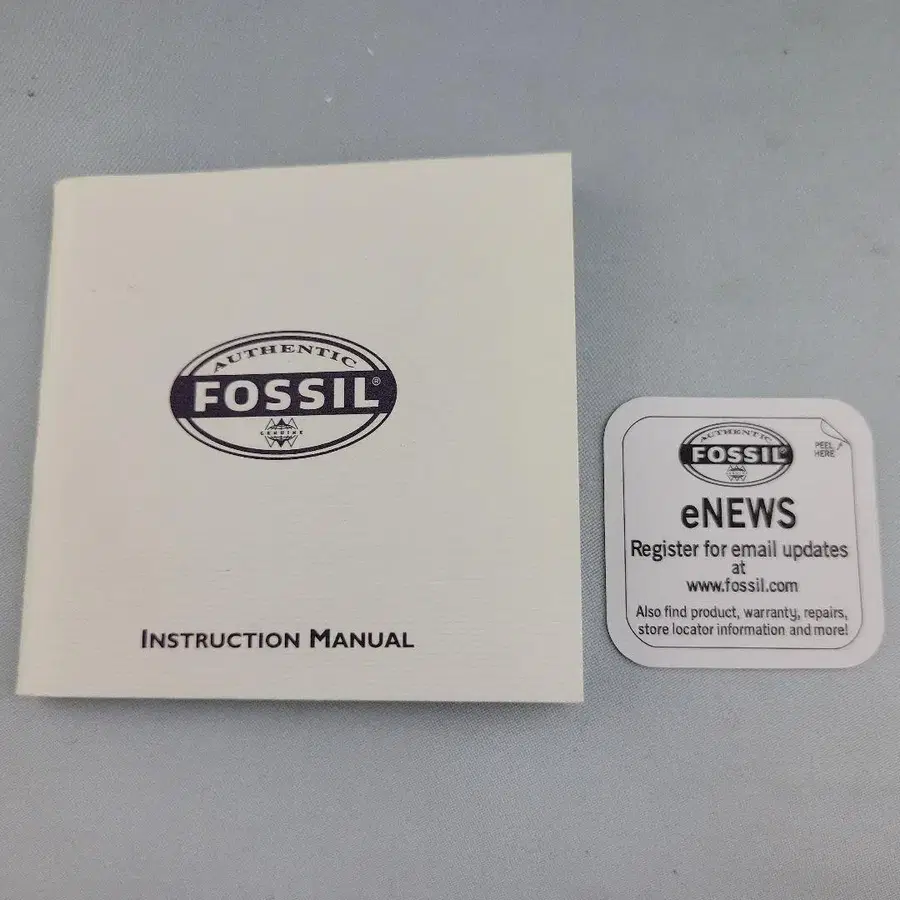 AUTHENTIC
FOSSIL®
GENUINE
INSTRUCTION MANUAL
AUTHENTIC
FOSSIL
PEEL
HERE
eNEWS
Register for email updates
at
www.fossil.com
Also find product, warranty, repairs,
store locator information and more!